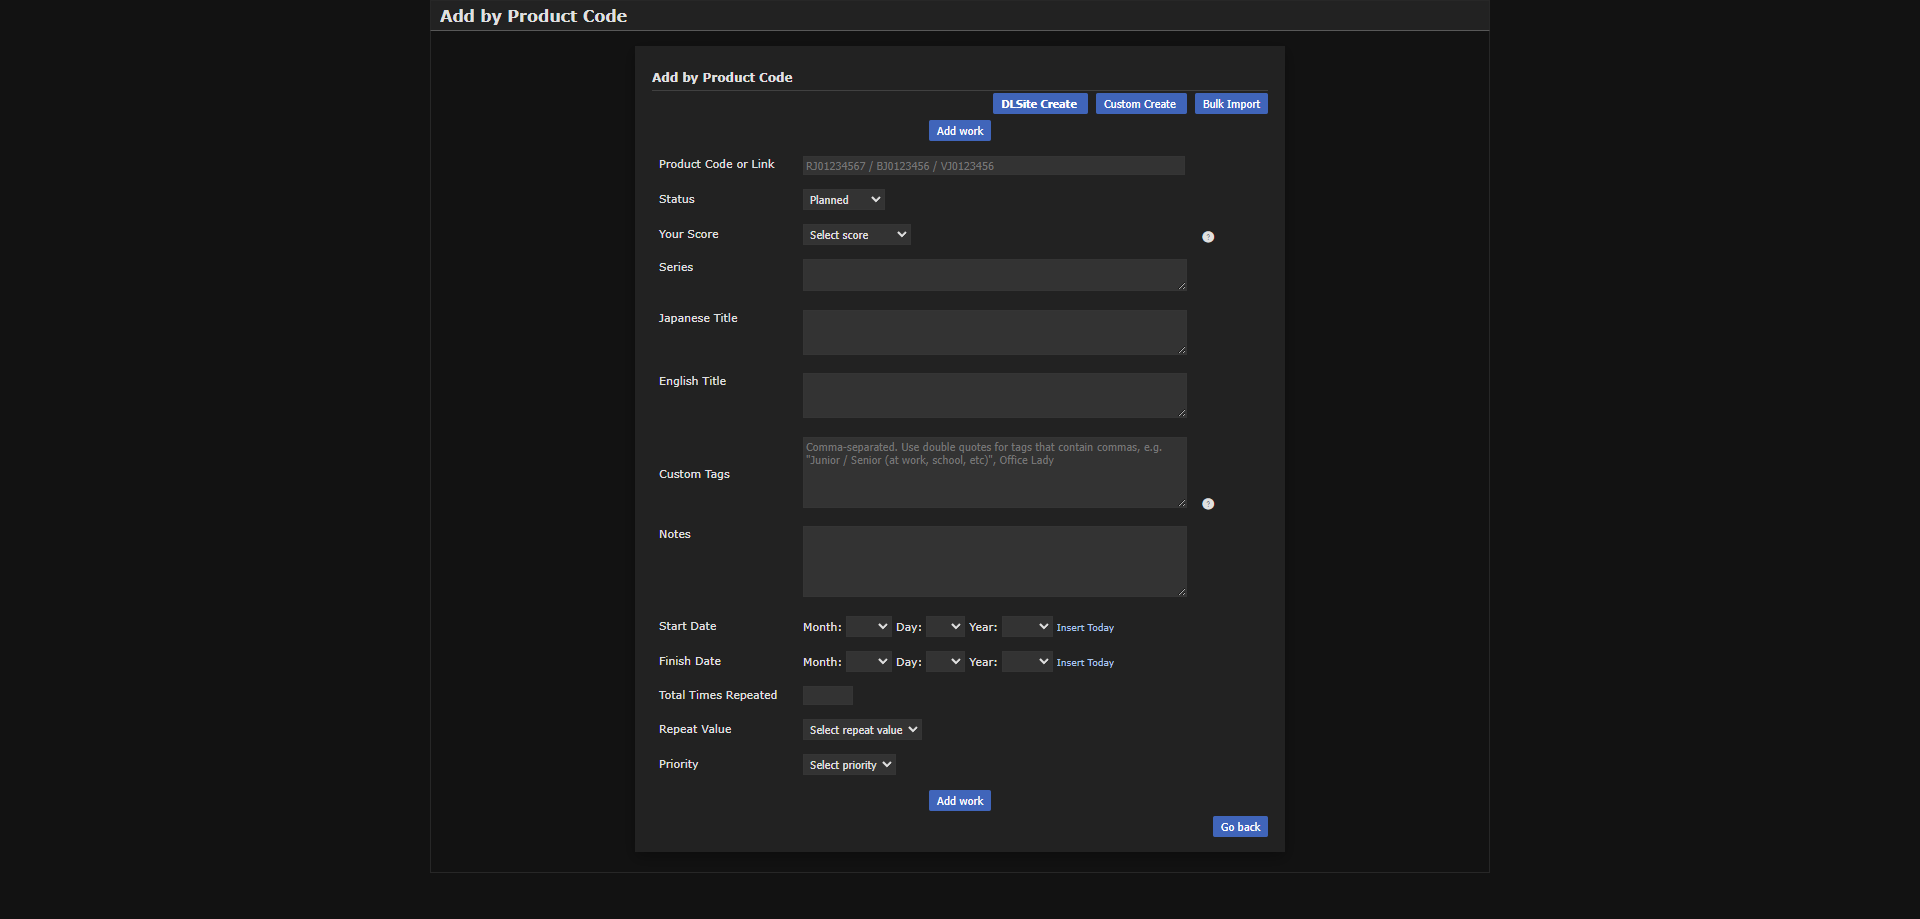 Add by Product Code
Add by Product Code
DLSite Create Custom Create Bulk Import
Add work
Product Code or Link RJ01234567 / BJ0123456 / VJ0123456
Status Planned
Your Score Select score ?
Series
Japanese Title
English Title
Custom Tags Comma-separated. Use double quotes for tags that contain commas, e.g.
"Junior / Senior (at work, school, etc)", Office Lady
?
Notes
Start Date Month: Day: Year: Insert Today
Finish Date Month: Day: Year: Insert Today
Total Times Repeated
Repeat Value Select repeat value
Priority Select priority
Add work
Go back